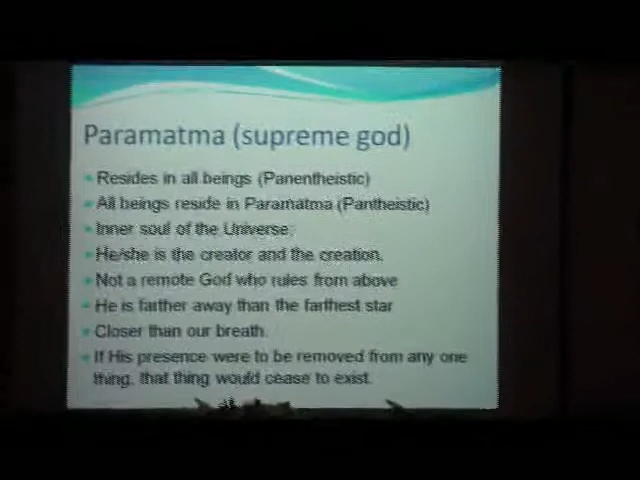 Paramatma (supreme god)
Resides in all beings (Panentheistic)
All beings reside in Paramatma (Pantheistic)
Inner soul of the Universe.
He/she is the creator and the creation.
Not a remote God who rules from above
He is farther away than the farthest star
Closer than our breath.
If His presence were to be removed from any one
thing, that thing would cease to exist.